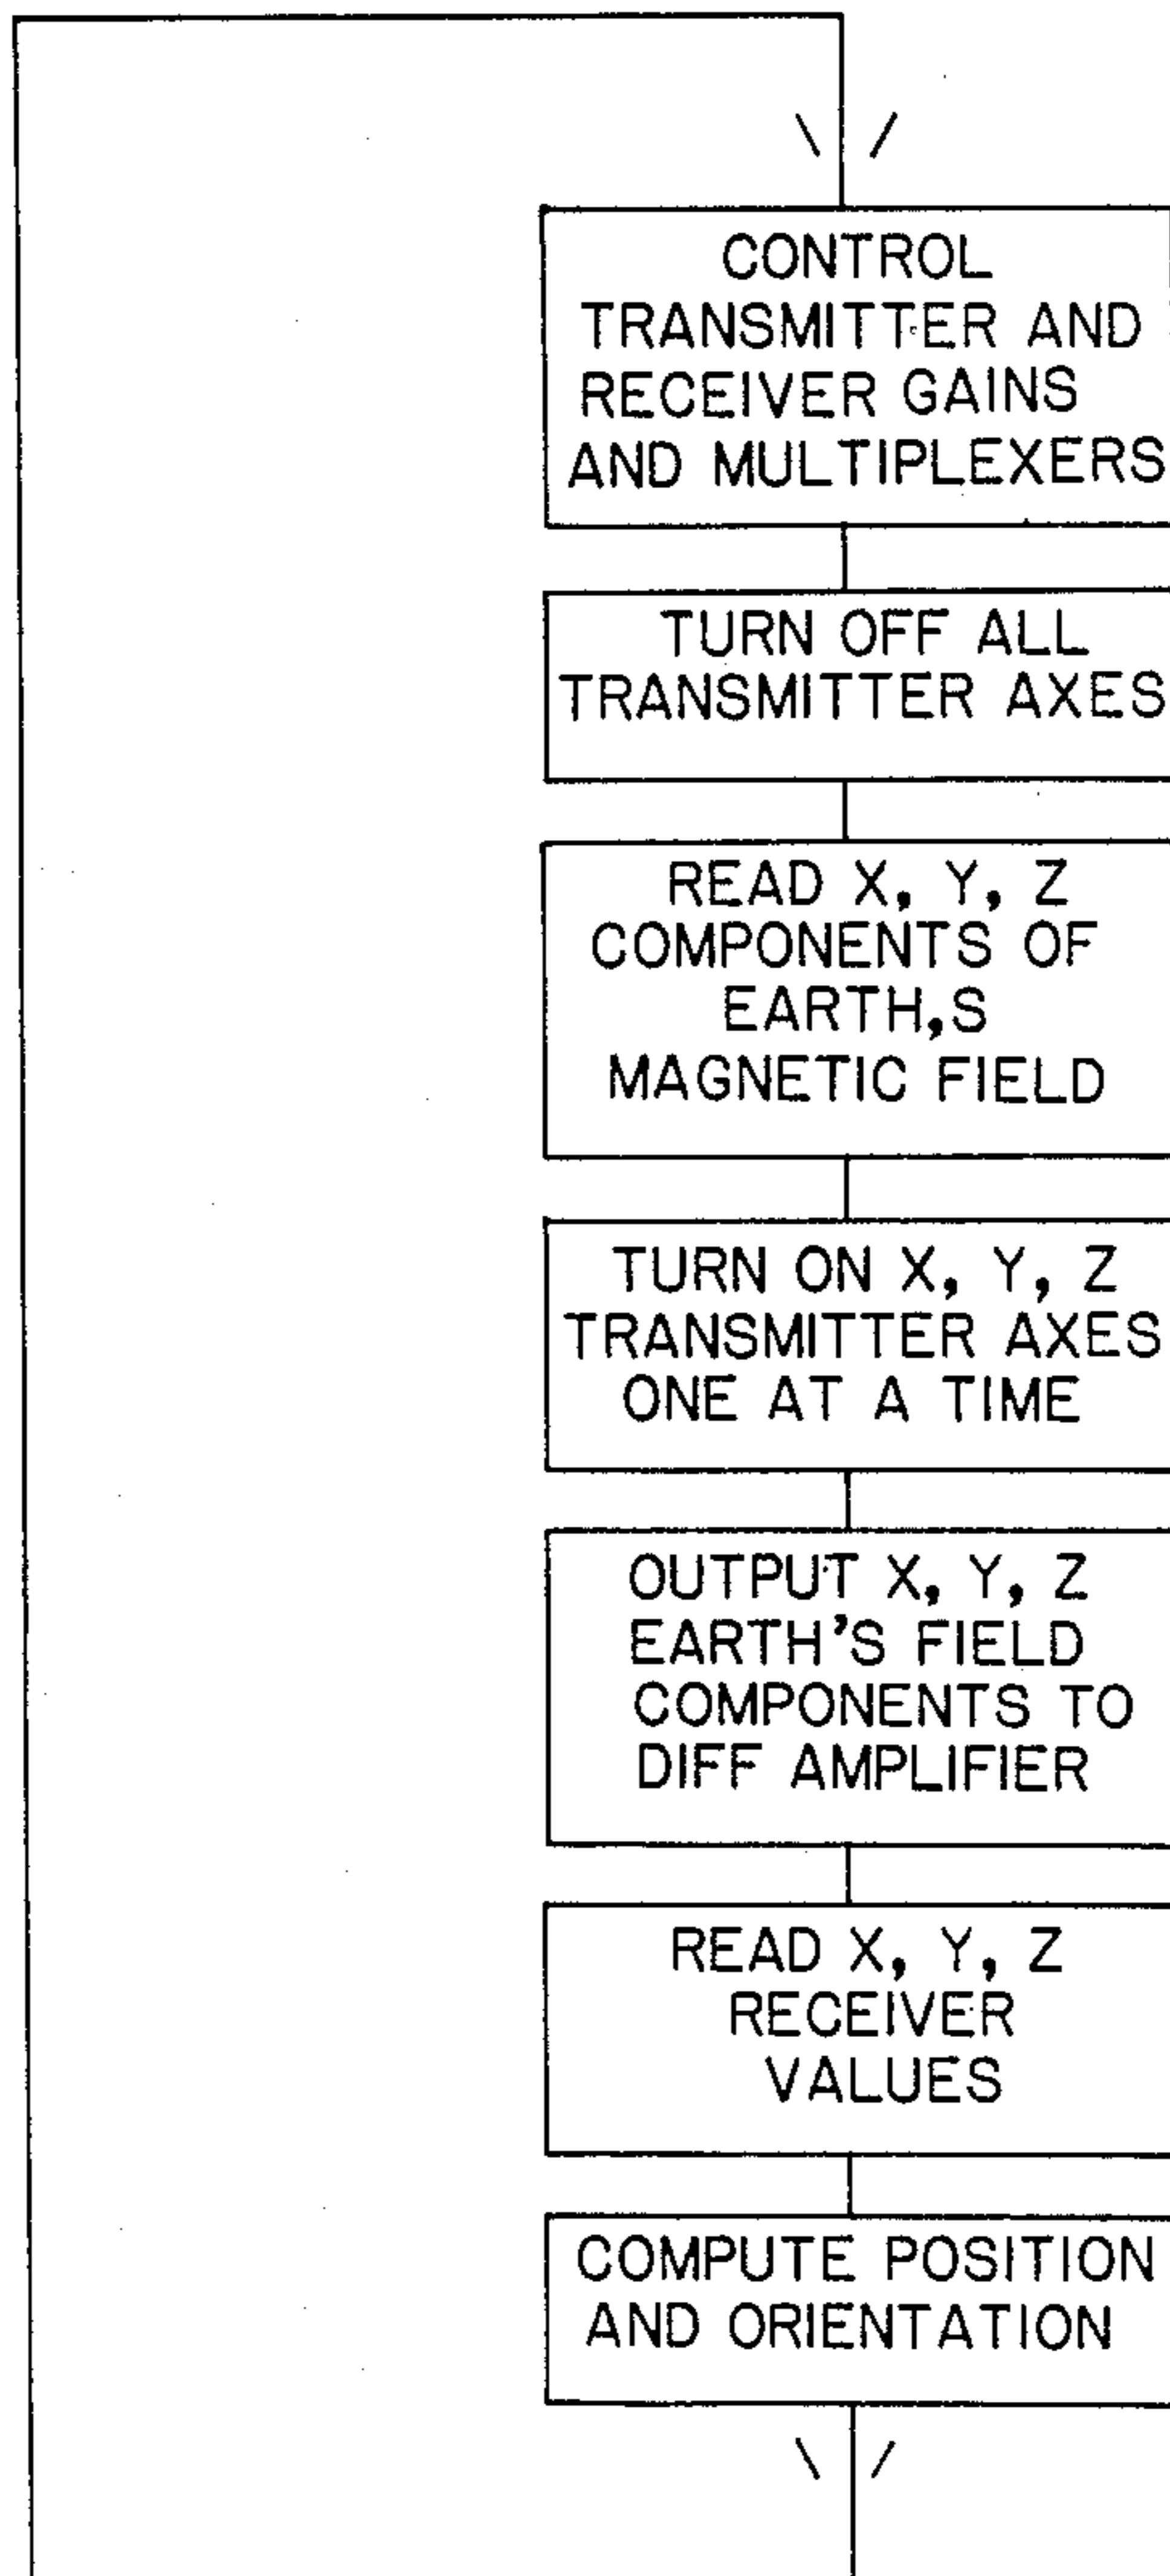 CONTROL
TRANSMITTER AND
RECEIVER GAINS
AND MULTIPLEXERS
TURN OFF ALL
TRANSMITTER AXES
READ X, Y, Z
COMPONENTS OF
EARTH,S
MAGNETIC FIELD
TURN ON X, Y, Z
TRANSMITTER AXES
ONE AT A TIME
OUTPUT X, Y, Z
EARTH'S FIELD
COMPONENTS TO
DIFF AMPLIFIER
READ X, Y, Z
RECEIVER
VALUES
COMPUTE POSITION
AND ORIENTATION